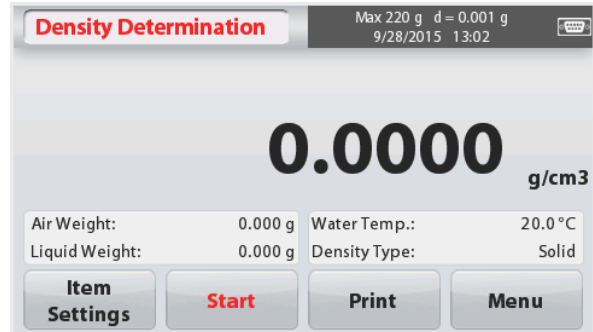 Density Determination
Max 220 g d = 0.001 g
9/28/2015 13:02
0.0000
g/cm3
Air Weight: 0.000 g Water Temp.: 20.0°C
Liquid Weight: 0.000 g Density Type: Solid
Item
Settings
Start
Print
Menu